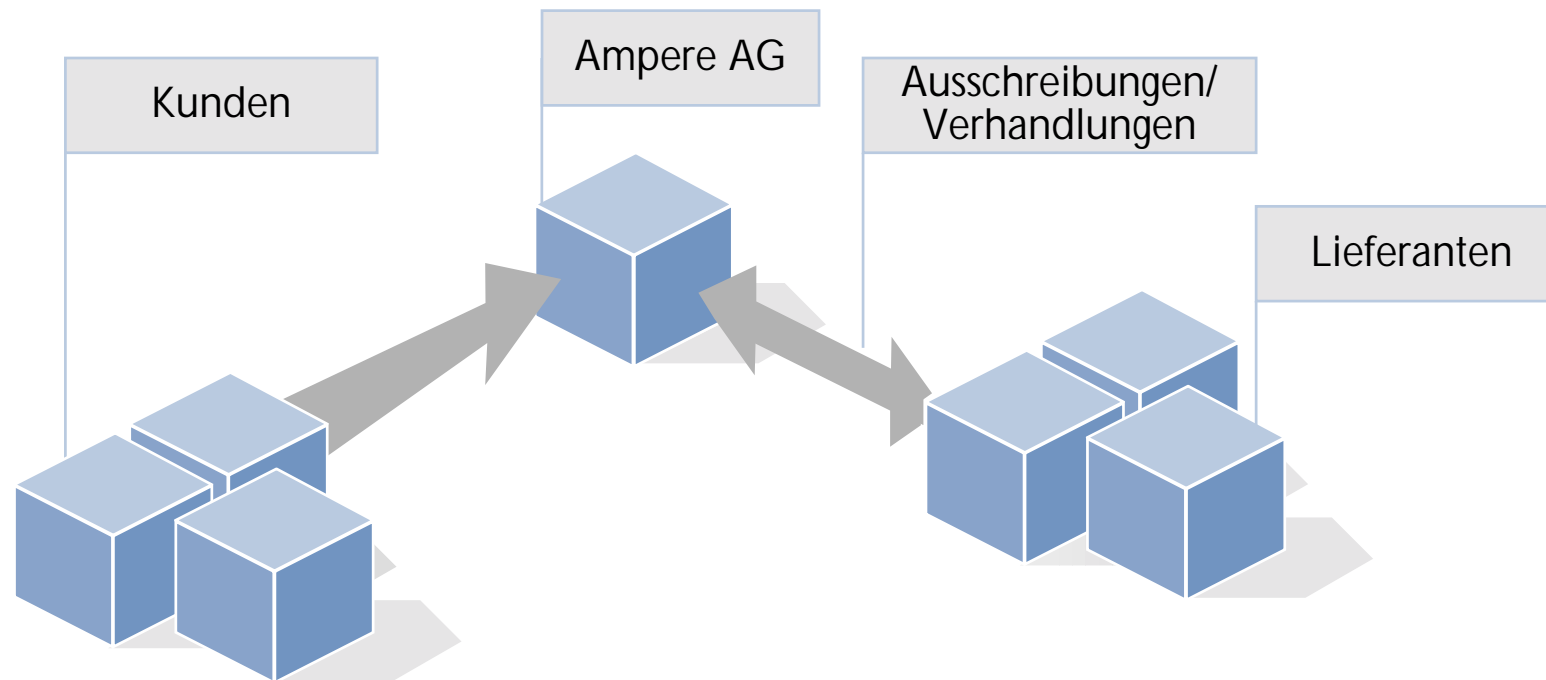 Kunden
Ampere AG
Ausschreibungen/
Verhandlungen
Lieferanten